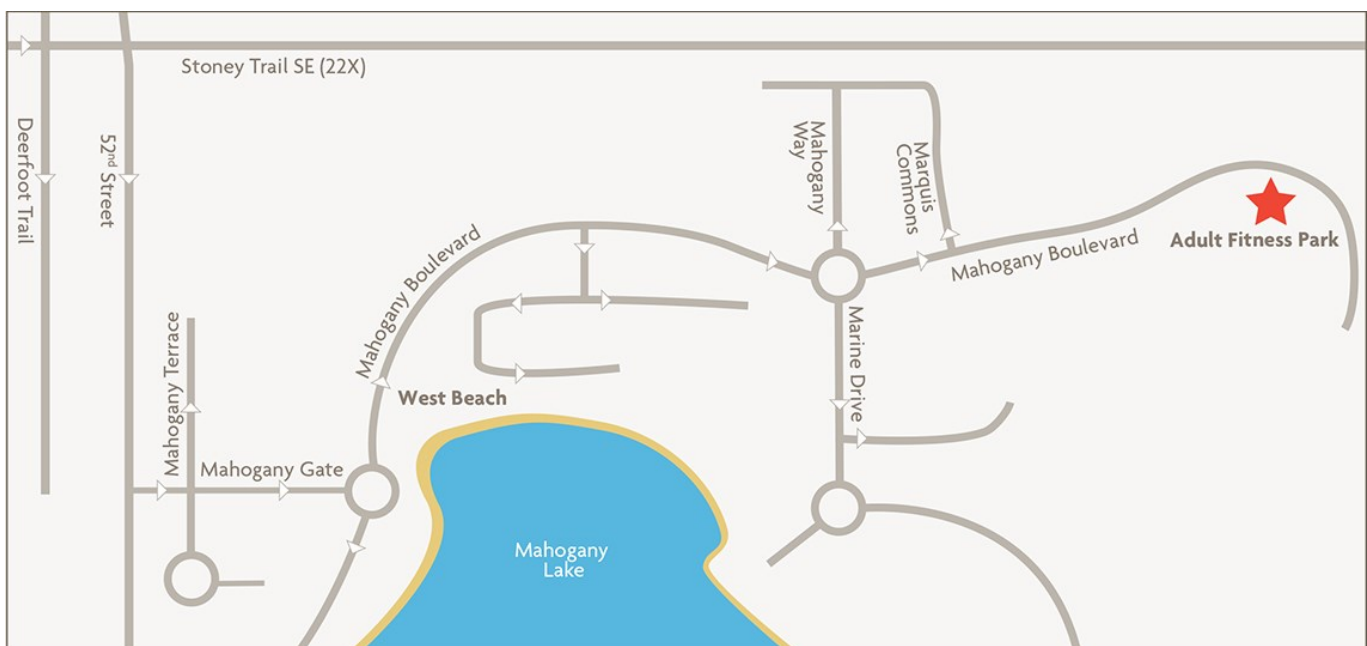 Stoney Trail SE (22X)
Deerfoot Trail
52nd Street
Mahogany
Way
Marquis
Commons
Mahogany Boulevard
Mahogany Boulevard
Adult Fitness Park
Mahogany Terrace
Marine Drive
West Beach
Mahogany Gate
Mahogany
Lake